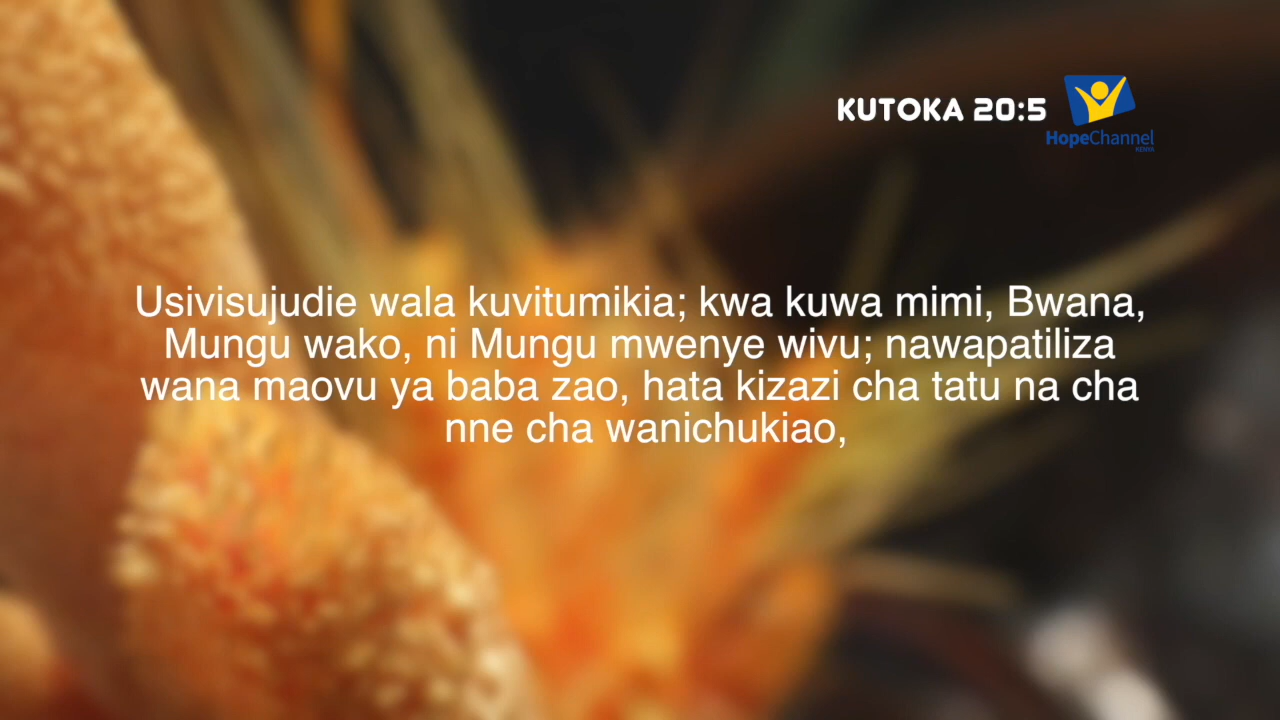 KUTOKA 20:5
HopeChannel
KENYA
Usivisujudie wala kuvitumikia; kwa kuwa mimi, Bwana,
Mungu wako, ni Mungu mwenye wivu; nawapatiliza
wana maovu ya baba zao, hata kizazi cha tatu na cha
nne cha wanichukiao,